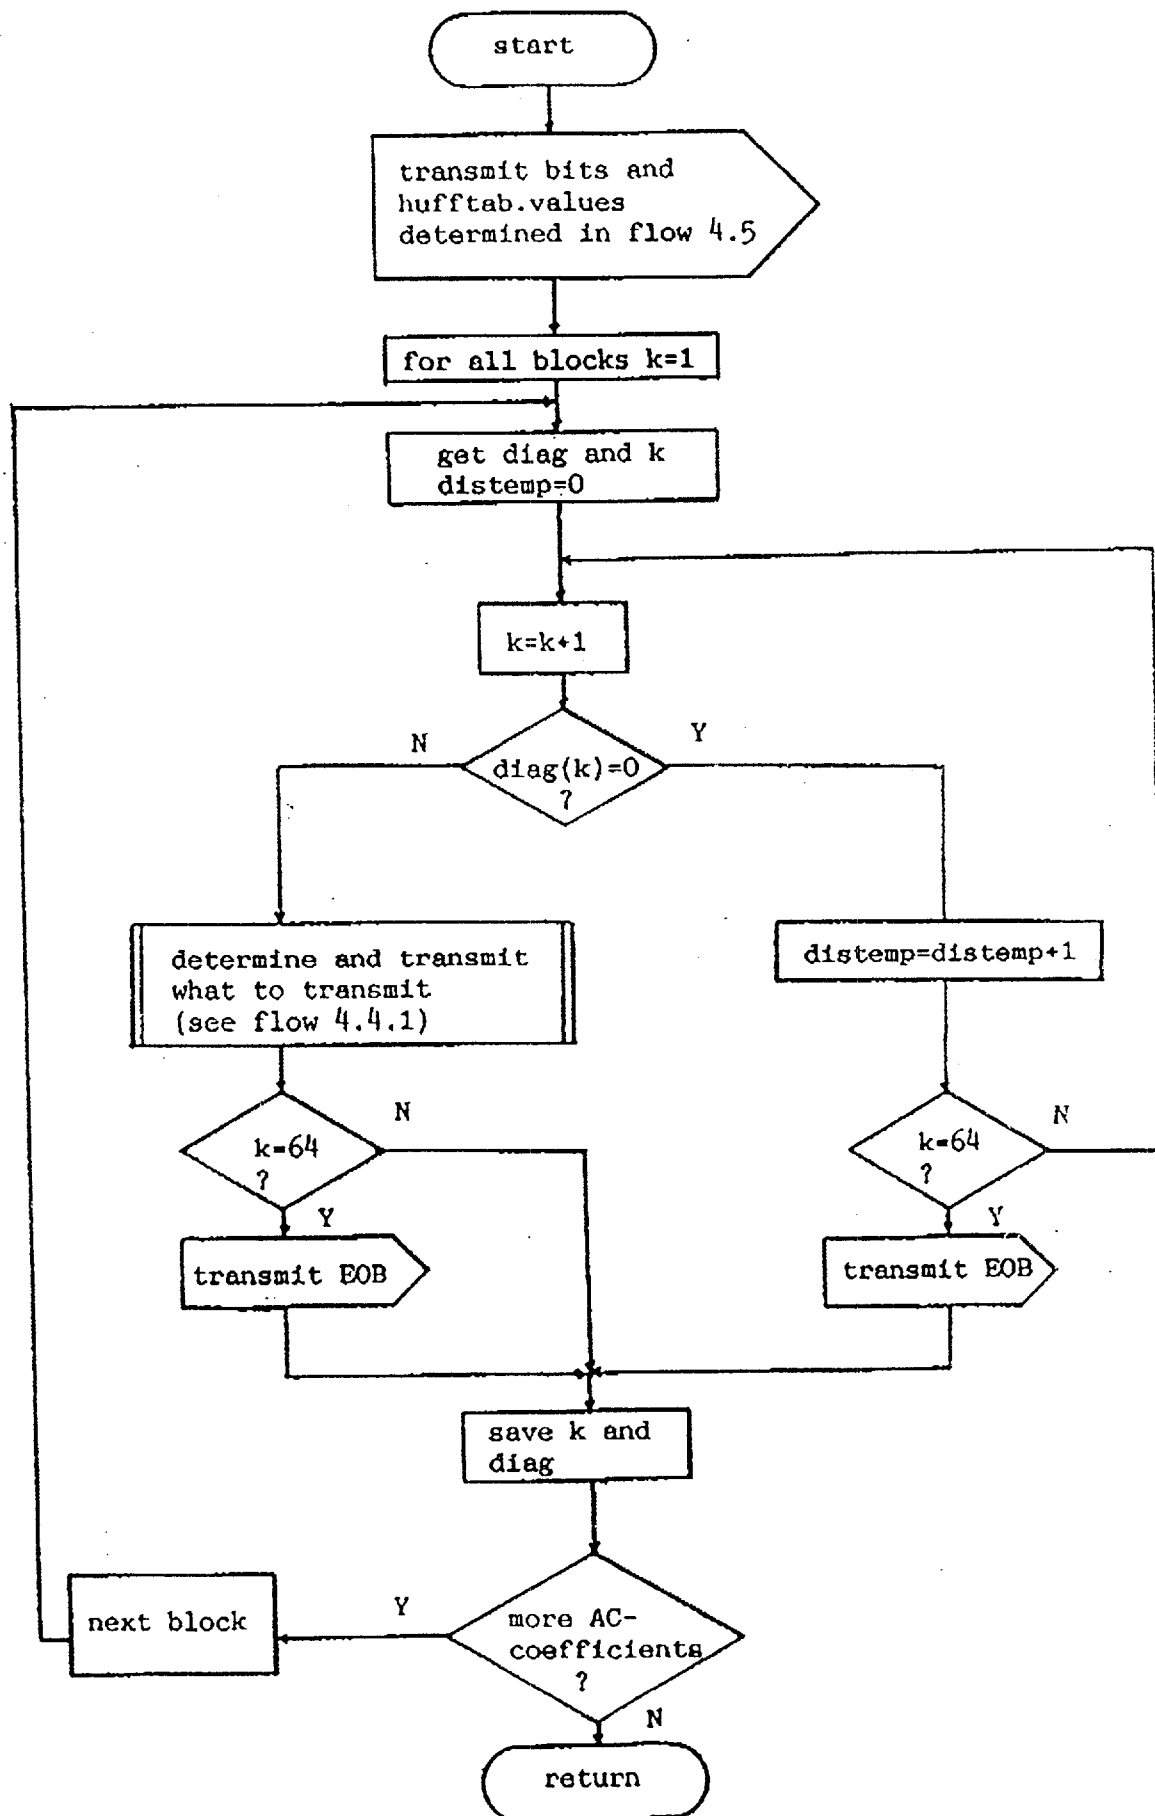 start
transmit bits and
hufftab.values
determined in flow 4.5
for all blocks k=1
get diag and k
distemp=0
k=k+1
N
Y
diag(k)=0
?
determine and transmit
what to transmit
(see flow 4.4.1)
distemp=distemp+1
k=64
?
N
Y
transmit EOB
k=64
?
N
Y
transmit EOB
save k and
diag
more AC-
coefficients
?
Y
next block
N
return